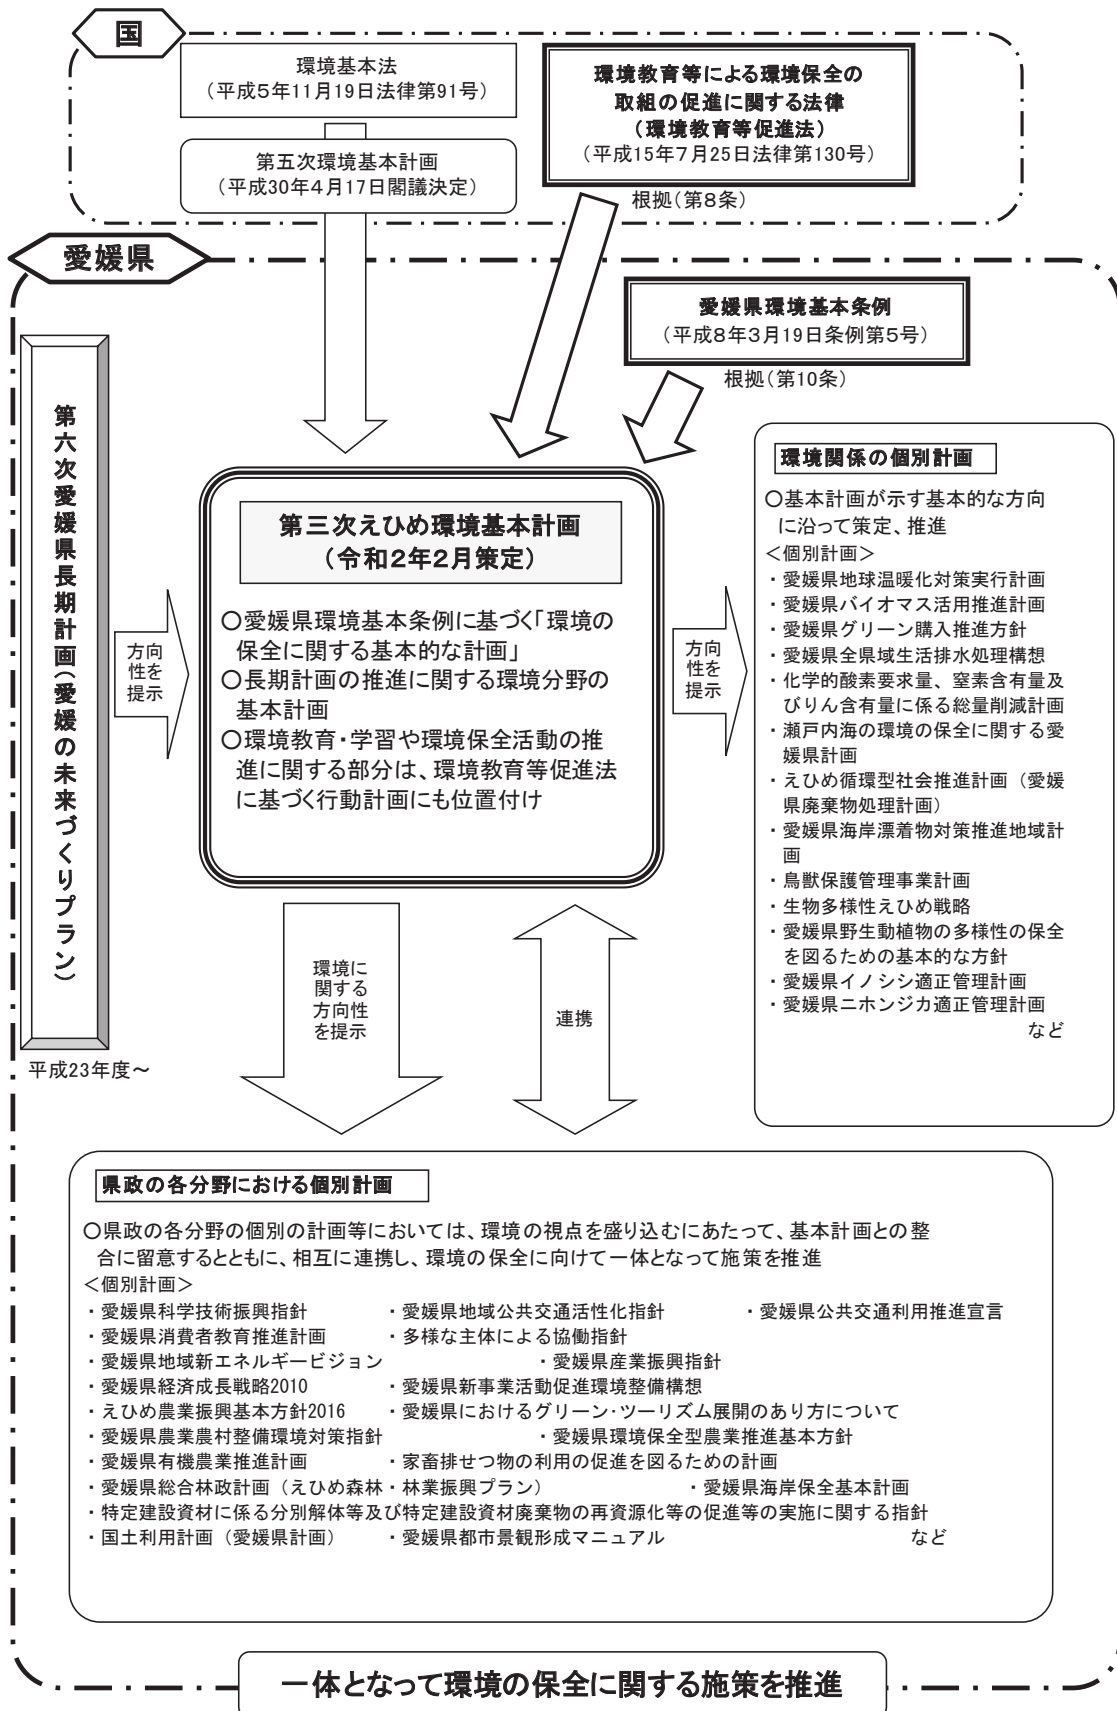 国
環境基本法
（平成５年11月19日法律第91号）
環境教育等による環境保全の
取組の促進に関する法律
（環境教育等促進法）
（平成15年７月25日法律第130号）
第五次環境基本計画
（平成30年４月17日閣議決定）
根拠（第８条）
愛媛県
愛媛県環境基本条例
（平成８年３月19日条例第５号）
根拠（第10条）
第六次愛媛県長期計画（愛媛の未来づくりプラン）
平成23年度～
方向
性を
提示
第三次えひめ環境基本計画
（令和２年２月策定）
○愛媛県環境基本条例に基づく「環境の
保全に関する基本的な計画」
○長期計画の推進に関する環境分野の
基本計画
○環境教育・学習や環境保全活動の推
進に関する部分は、環境教育等促進法
に基づく行動計画にも位置付け
方向
性を
提示
環境関係の個別計画
○基本計画が示す基本的な方向
に沿って策定、推進
＜個別計画＞
・愛媛県地球温暖化対策実行計画
・愛媛県バイオマス活用推進計画
・愛媛県グリーン購入推進方針
・愛媛県全県域生活排水処理構想
・化学的酸素要求量、窒素含有量及
びりん含有量に係る総量削減計画
・瀬戸内海の環境の保全に関する愛
媛県計画
・えひめ循環型社会推進計画（愛媛
県廃棄物処理計画）
・愛媛県海岸漂着物対策推進地域計
画
・鳥獣保護管理事業計画
・生物多様性えひめ戦略
・愛媛県野生動植物の多様性の保全
を図るための基本的な方針
・愛媛県イノシシ適正管理計画
・愛媛県ニホンジカ適正管理計画
など
環境に
関する
方向性
を提示
連携
県政の各分野における個別計画
○県政の各分野の個別の計画等においては、環境の視点を盛り込むにあたって、基本計画との整
合に留意するとともに、相互に連携し、環境の保全に向けて一体となって施策を推進
＜個別計画＞
・愛媛県科学技術振興指針 ・愛媛県地域公共交通活性化指針 ・愛媛県公共交通利用推進宣言
・愛媛県消費者教育推進計画 ・多様な主体による協働指針
・愛媛県地域新エネルギービジョン ・愛媛県産業振興指針
・愛媛県経済成長戦略2010 ・愛媛県新事業活動促進環境整備構想
・えひめ農業振興基本方針2016 ・愛媛県におけるグリーン・ツーリズム展開のあり方について
・愛媛県農業農村整備環境対策指針 ・愛媛県環境保全型農業推進基本方針
・愛媛県有機農業推進計画 ・家畜排せつ物の利用の促進を図るための計画
・愛媛県総合林政計画（えひめ森林・林業振興プラン） ・愛媛県海岸保全基本計画
・特定建設資材に係る分別解体等及び特定建設資材廃棄物の再資源化等の促進等の実施に関する指針
・国土利用計画（愛媛県計画） ・愛媛県都市景観形成マニュアル など
一体となって環境の保全に関する施策を推進